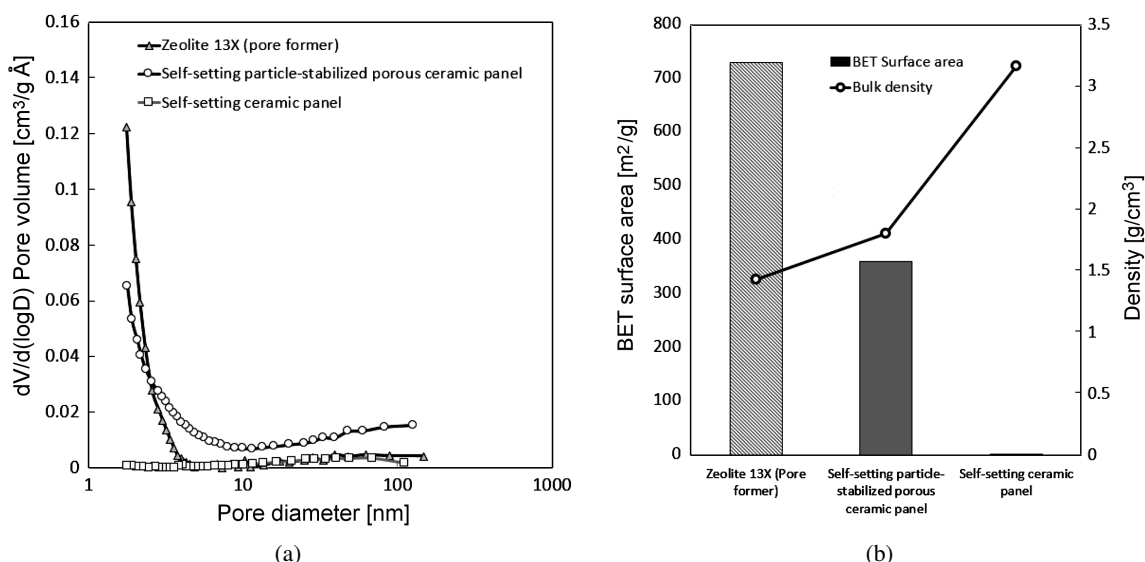 0.16
0.14
0.12
0.1
0.08
0.06
0.04
0.02
0
dV/d(logD) Pore volume [cm³/g Å]
Zeolite 13X (pore former)
Self-setting particle-stabilized porous ceramic panel
Self-setting ceramic panel
1
10
100
1000
Pore diameter [nm]
(a)
800
700
600
500
400
300
200
100
0
BET surface area [m²/g]
BET Surface area
Bulk density
3.5
3
2.5
2
1.5
1
0.5
0
Density [g/cm³]
Zeolite 13X (Pore
former)
Self-setting particle-
stabilized porous
ceramic panel
Self-setting ceramic
panel
(b)